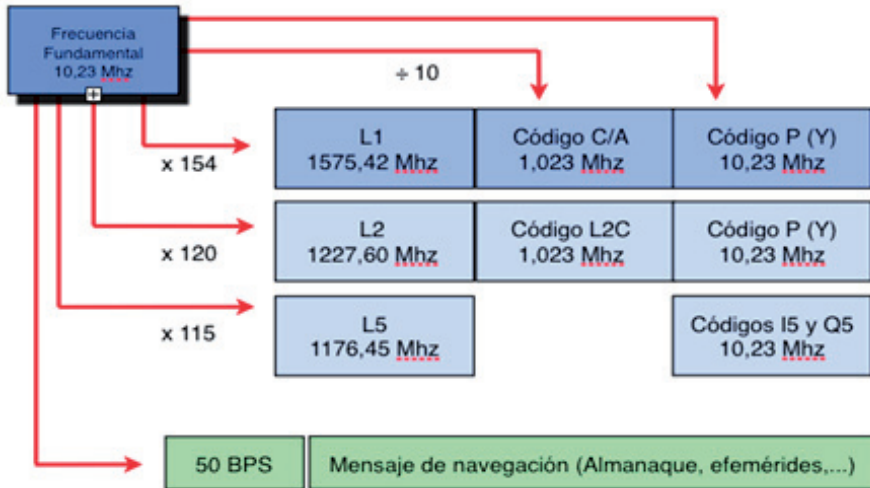 Frecuencia
Fundamental
10,23 Mhz
÷ 10
x 154
L1
1575,42 Mhz
Código C/A
1,023 Mhz
Código P (Y)
10,23 Mhz
x 120
L2
1227,60 Mhz
Código L2C
1,023 Mhz
Código P (Y)
10,23 Mhz
x 115
L5
1176,45 Mhz
Códigos I5 y Q5
10,23 Mhz
50 BPS
Mensaje de navegación (Almanaque, efemérides,...)